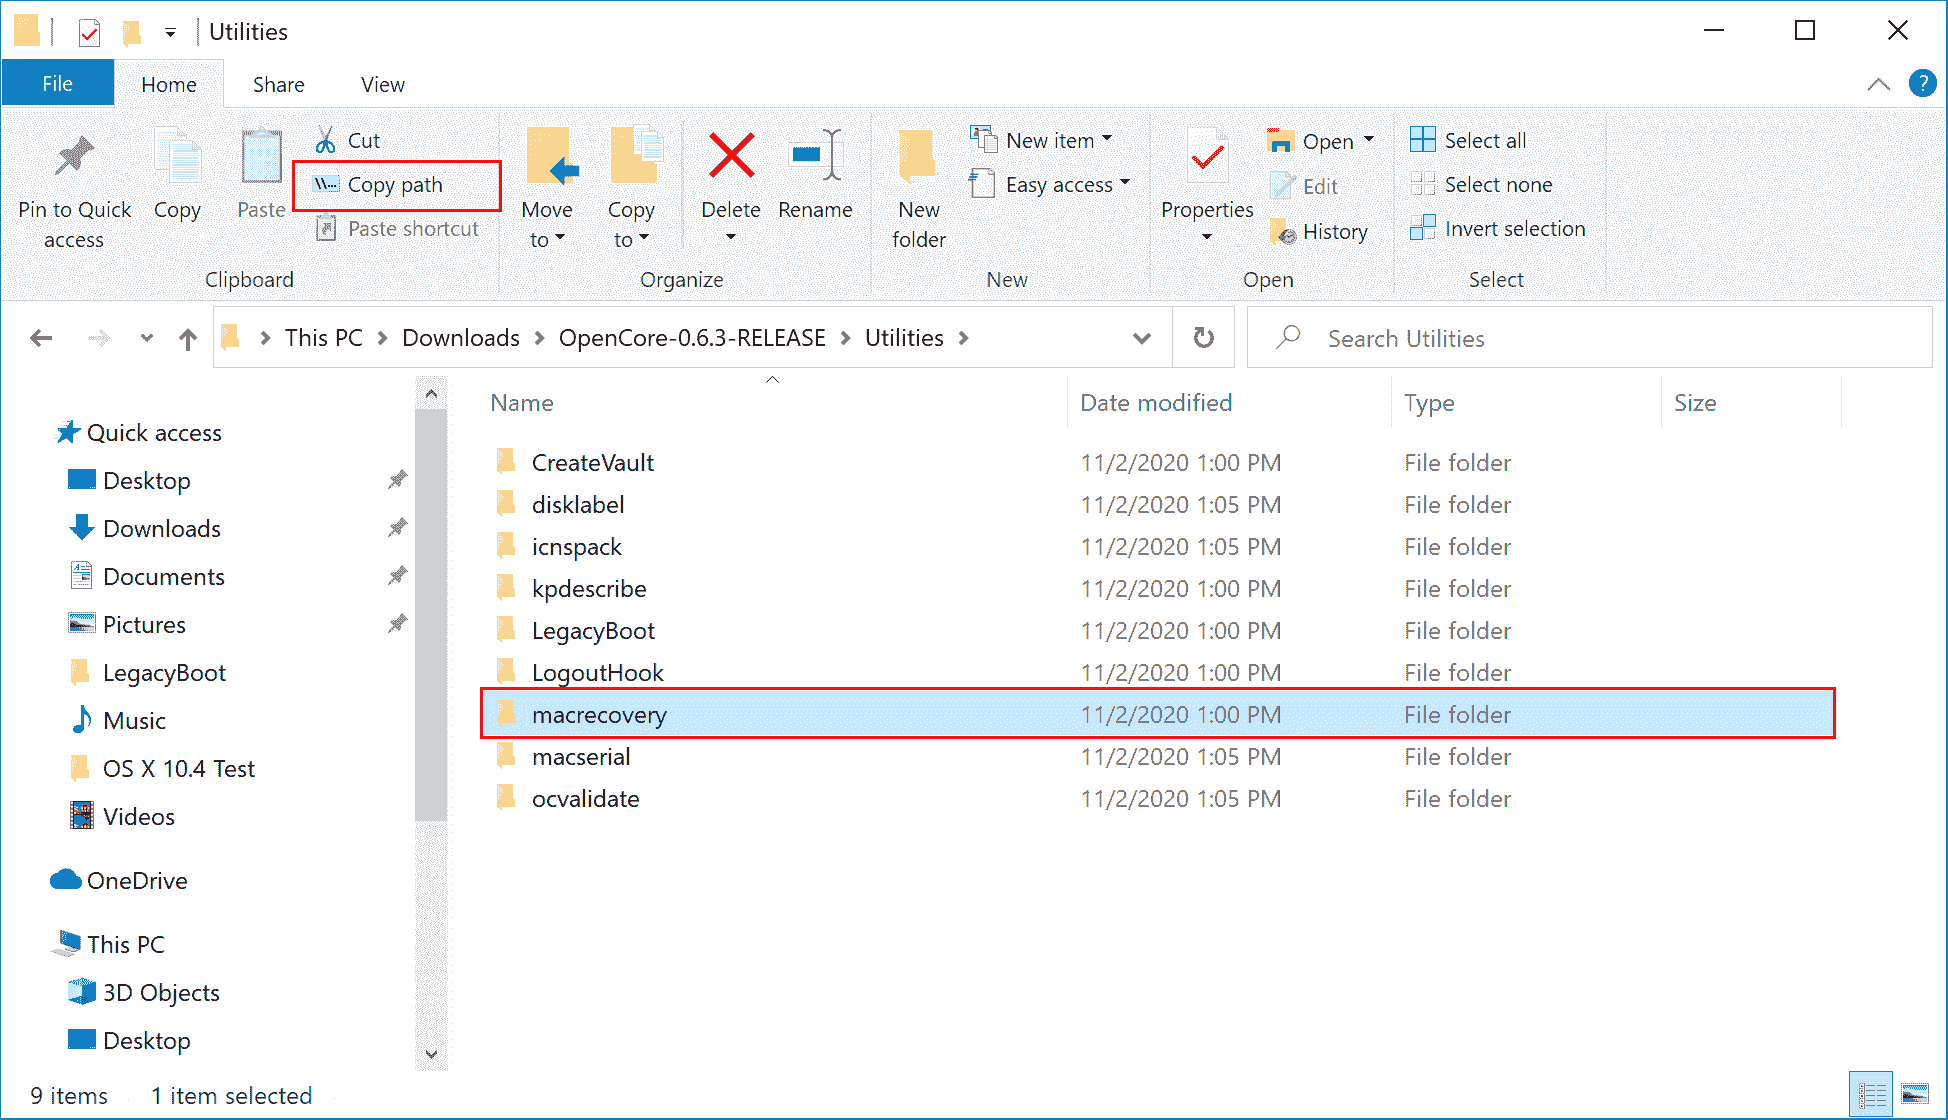 Utilities
File Home Share View ?
Pin to Quick access
Copy
Paste
Cut
Copy path
Paste shortcut
Clipboard
Move to
Copy to
Delete
Rename
Organize
New folder
New item
Easy access
New
Properties
Open
Edit
History
Open
Select all
Select none
Invert selection
Select
This PC Downloads OpenCore-0.6.3-RELEASE Utilities
Search Utilities
Quick access
Desktop
Downloads
Documents
Pictures
LegacyBoot
Music
OS X 10.4 Test
Videos
OneDrive
This PC
3D Objects
Desktop
Name Date modified Type Size
CreateVault 11/2/2020 1:00 PM File folder
disklabel 11/2/2020 1:05 PM File folder
icnspack 11/2/2020 1:05 PM File folder
kpdescribe 11/2/2020 1:00 PM File folder
LegacyBoot 11/2/2020 1:00 PM File folder
LogoutHook 11/2/2020 1:00 PM File folder
macrecovery 11/2/2020 1:00 PM File folder
macserial 11/2/2020 1:05 PM File folder
ocvalidate 11/2/2020 1:05 PM File folder
9 items 1 item selected